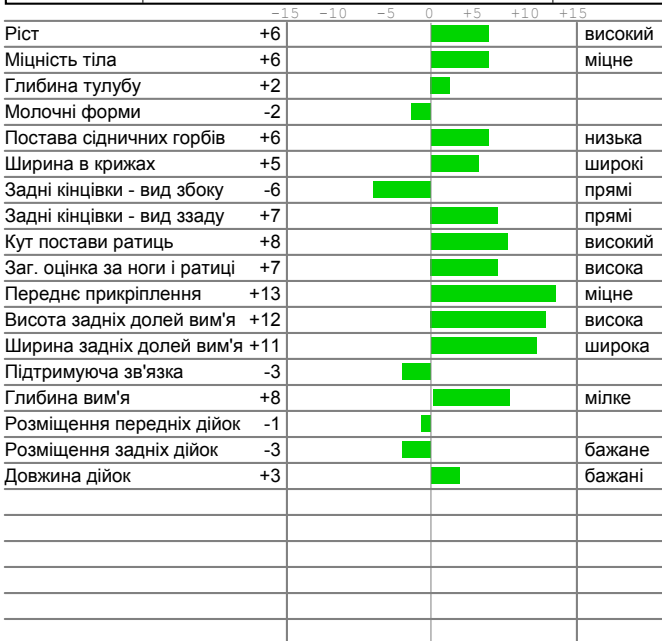 -15 -10 -5 0 +5 +10 +15
Ріст +6 високий
Міцність тіла +6 міцне
Глибина тулубу +2
Молочні форми -2
Постава сідничних горбів +6 низька
Ширина в крижах +5 широкі
Задні кінцівки - вид збоку -6 прямі
Задні кінцівки - вид ззаду +7 прямі
Кут постави ратиць +8 високий
Заг. оцінка за ноги і ратиці +7 висока
Переднє прикріплення +13 міцне
Висота задніх долей вим'я +12 висока
Ширина задніх долей вим'я +11 широка
Підтримуюча зв'язка -3
Глибина вим'я +8 мілке
Розміщення передніх дійок -1
Розміщення задніх дійок -3 бажане
Довжина дійок +3 бажані